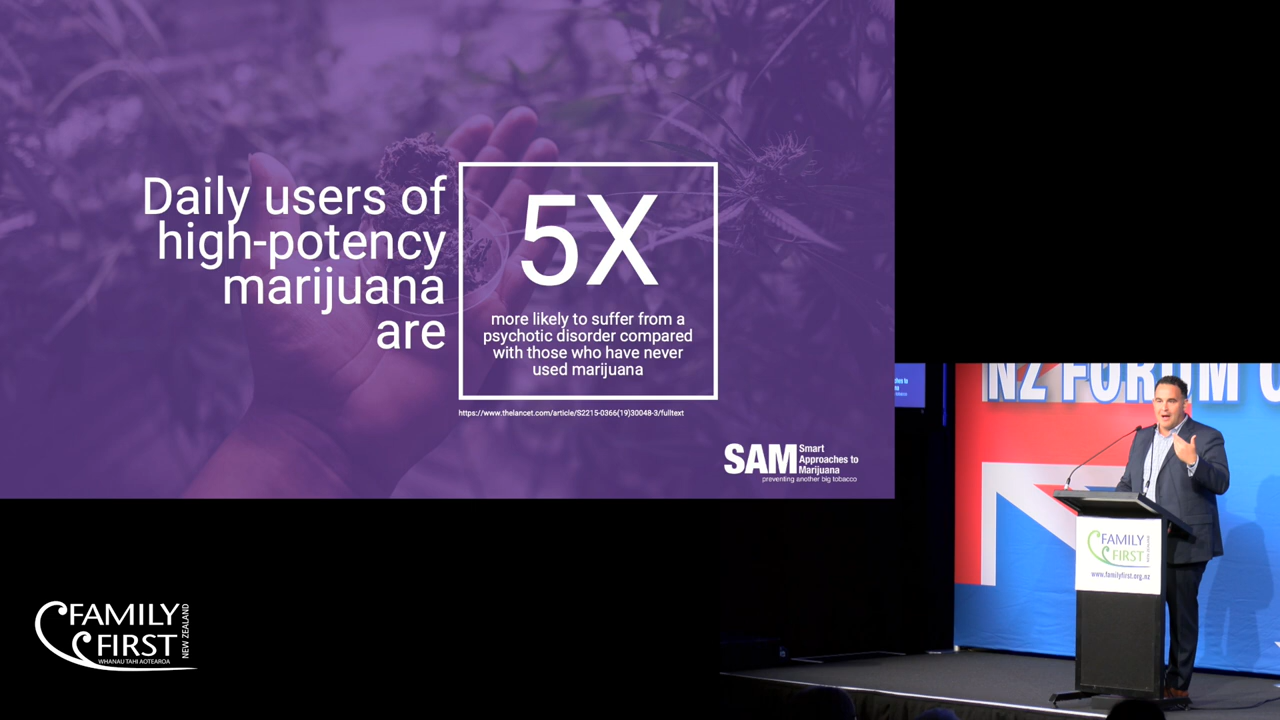 Daily users of
high-potency
marijuana
are
5X
more likely to suffer from a
psychotic disorder compared
with those who have never
used marijuana
https://www.thelancet.com/article/S2215-0366(19)30048-3/fulltext
SAM Smart
Approaches to
Marijuana
preventing another big tobacco
NZ FORUM
FAMILY
FIRST
NEW ZEALAND
www.familyfirst.org.nz
FAMILY
FIRST
NEW ZEALAND
WHANAU TAHI AOTEAROA